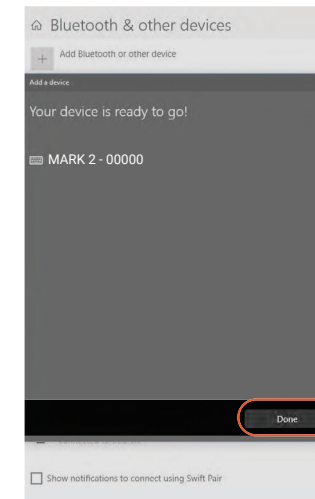 Bluetooth & other devices
Add Bluetooth or other device
Add a device
Your device is ready to go!
MARK 2 - 00000
Done
Show notifications to connect using Swift Pair